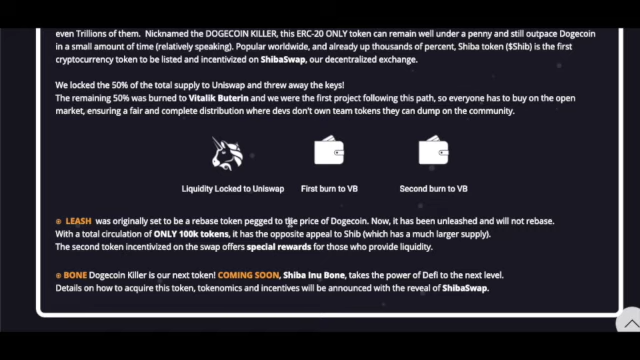 even Trillions of them. Nicknamed the DOGECOIN KILLER, this ERC-20 ONLY token can remain well under a penny and still outpace Dogecoin
in a small amount of time (relatively speaking). Popular worldwide, and already up thousands of percent, Shiba token ($Shib) is the first
cryptocurrency token to be listed and incentivized on ShibaSwap, our decentralized exchange.
We locked the 50% of the total supply to Uniswap and threw away the keys!
The remaining 50% was burned to Vitalik Buterin and we were the first project following this path, so everyone has to buy on the open
market, ensuring a fair and complete distribution where devs don't own team tokens they can dump on the community.
Liquidity Locked to Uniswap First burn to VB Second burn to VB
LEASH was originally set to be a rebase token pegged to the price of Dogecoin. Now, it has been unleashed and will not rebase.
With a total circulation of ONLY 100k tokens, it has the opposite appeal to Shib (which has a much larger supply).
The second token incentivized on the swap offers special rewards for those who provide liquidity.
BONE Dogecoin Killer is our next token! COMING SOON, Shiba Inu Bone, takes the power of Defi to the next level.
Details on how to acquire this token, tokenomics and incentives will be announced with the reveal of ShibaSwap.